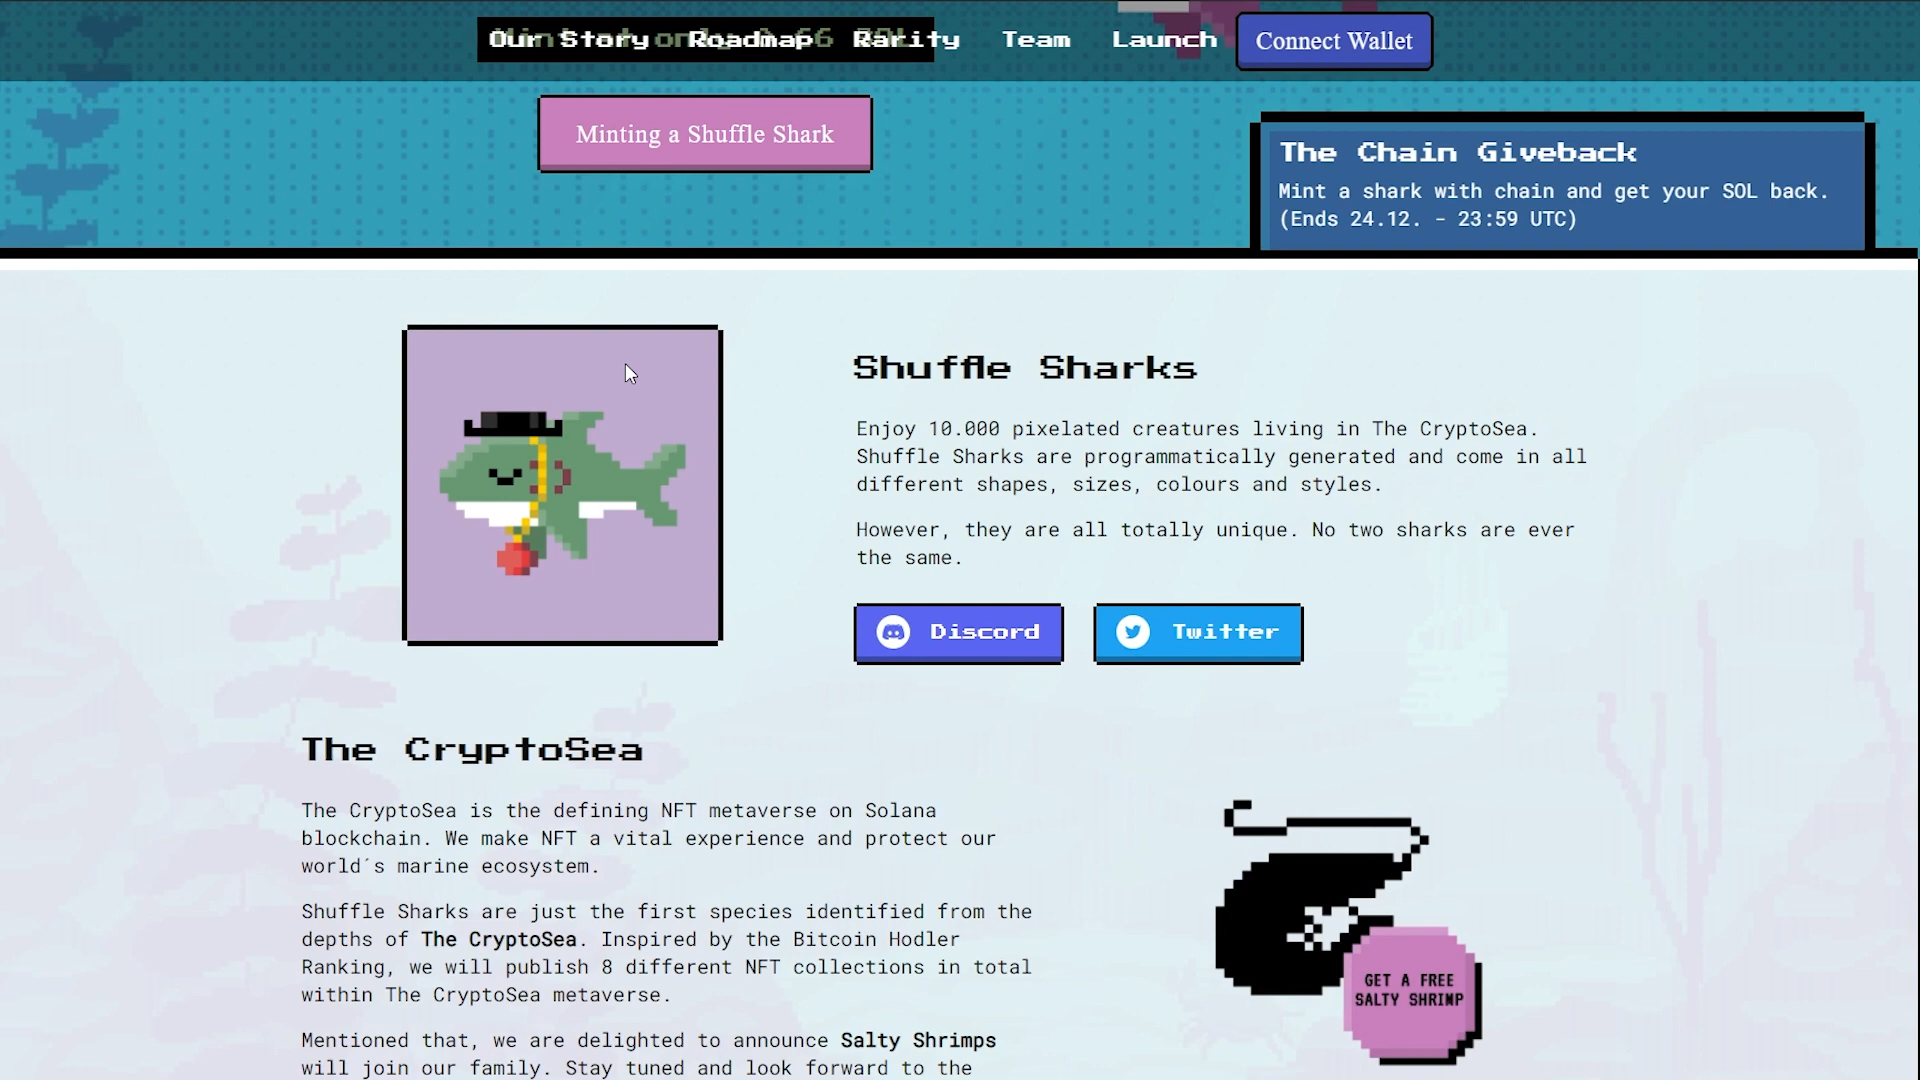 Our Story Roadmap Rarity Team Launch Connect Wallet
Minting a Shuffle Shark
The Chain Giveback
Mint a shark with chain and get your SOL back.
(Ends 24.12. - 23:59 UTC)
Shuffle Sharks
Enjoy 10.000 pixelated creatures living in The CryptoSea.
Shuffle Sharks are programmatically generated and come in all
different shapes, sizes, colours and styles.
However, they are all totally unique. No two sharks are ever
the same.
Discord Twitter
The CryptoSea
The CryptoSea is the defining NFT metaverse on Solana
blockchain. We make NFT a vital experience and protect our
world´s marine ecosystem.
Shuffle Sharks are just the first species identified from the
depths of The CryptoSea. Inspired by the Bitcoin Hodler
Ranking, we will publish 8 different NFT collections in total
within The CryptoSea metaverse.
GET A FREE
SALTY SHRIMP
Mentioned that, we are delighted to announce Salty Shrimps
will join our family. Stay tuned and look forward to the